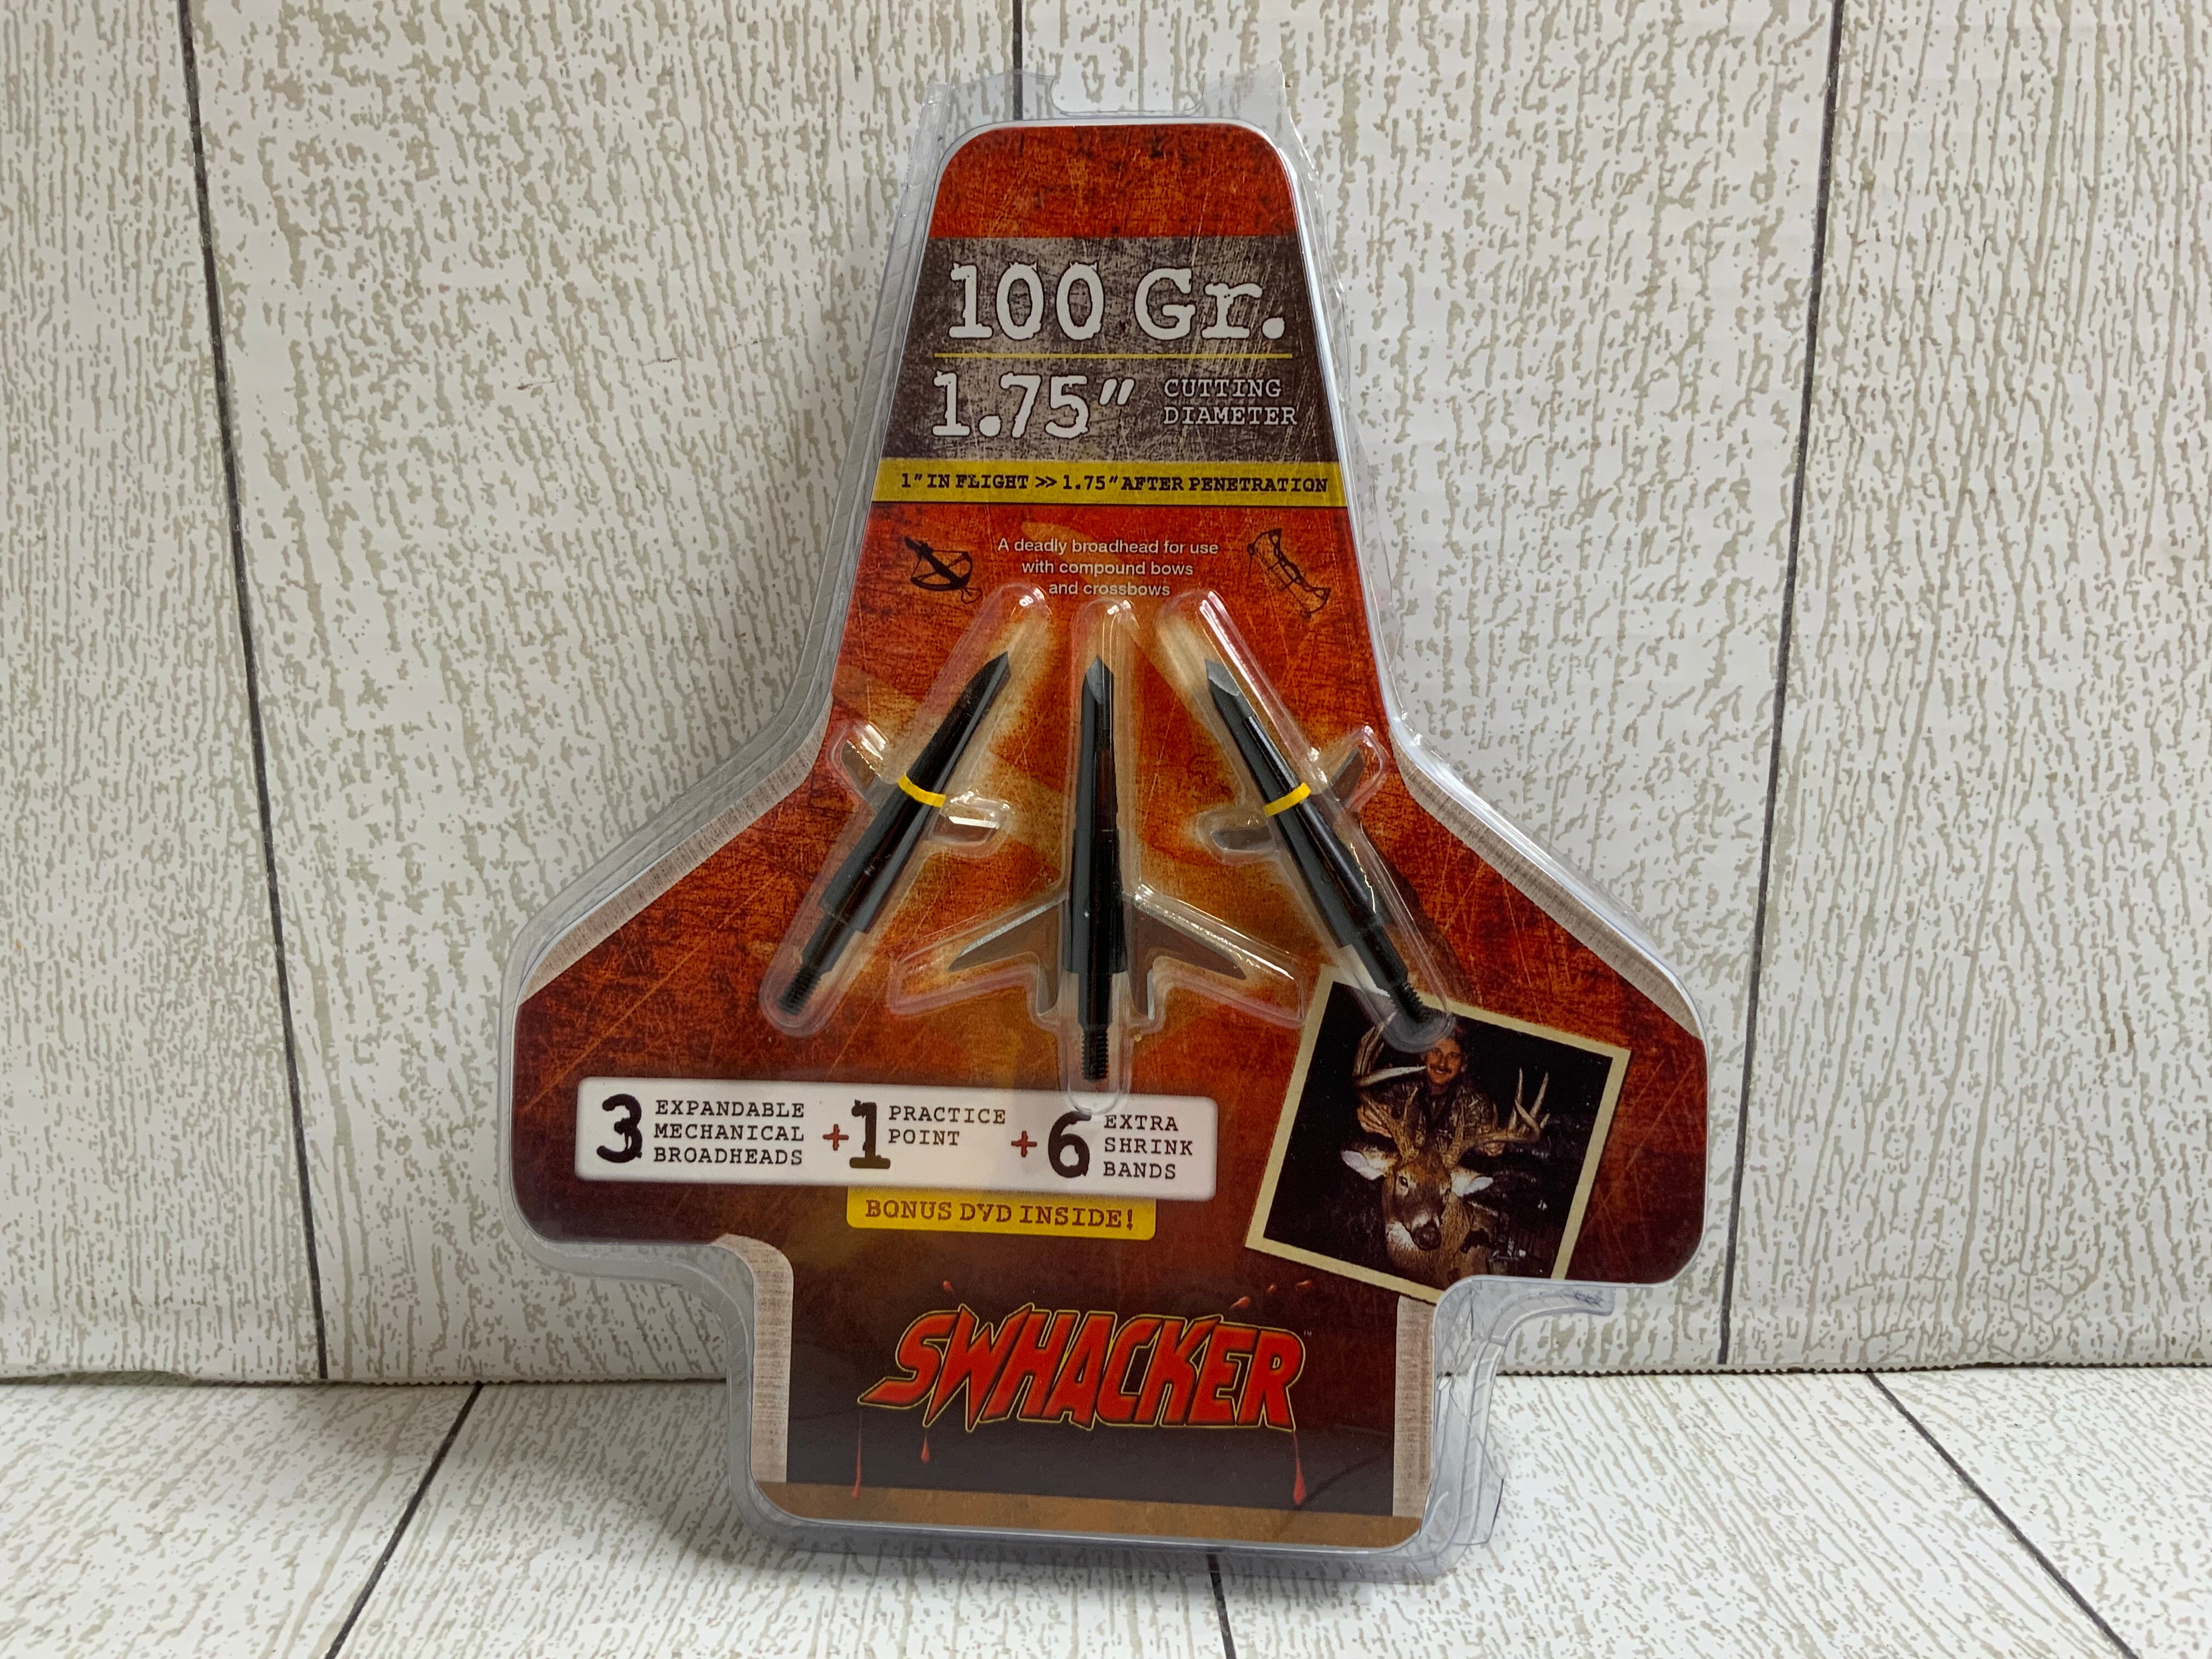 100 Gr.
1.75" CUTTING
DIAMETER
1" IN FLIGHT >> 1.75" AFTER PENETRATION
A deadly broadhead for use
with compound bows
and crossbows
3 EXPANDABLE
MECHANICAL
BROADHEADS
+1 PRACTICE
POINT
+6 EXTRA
SHRINK
BANDS
BONUS DVD INSIDE!
SWHACKER™